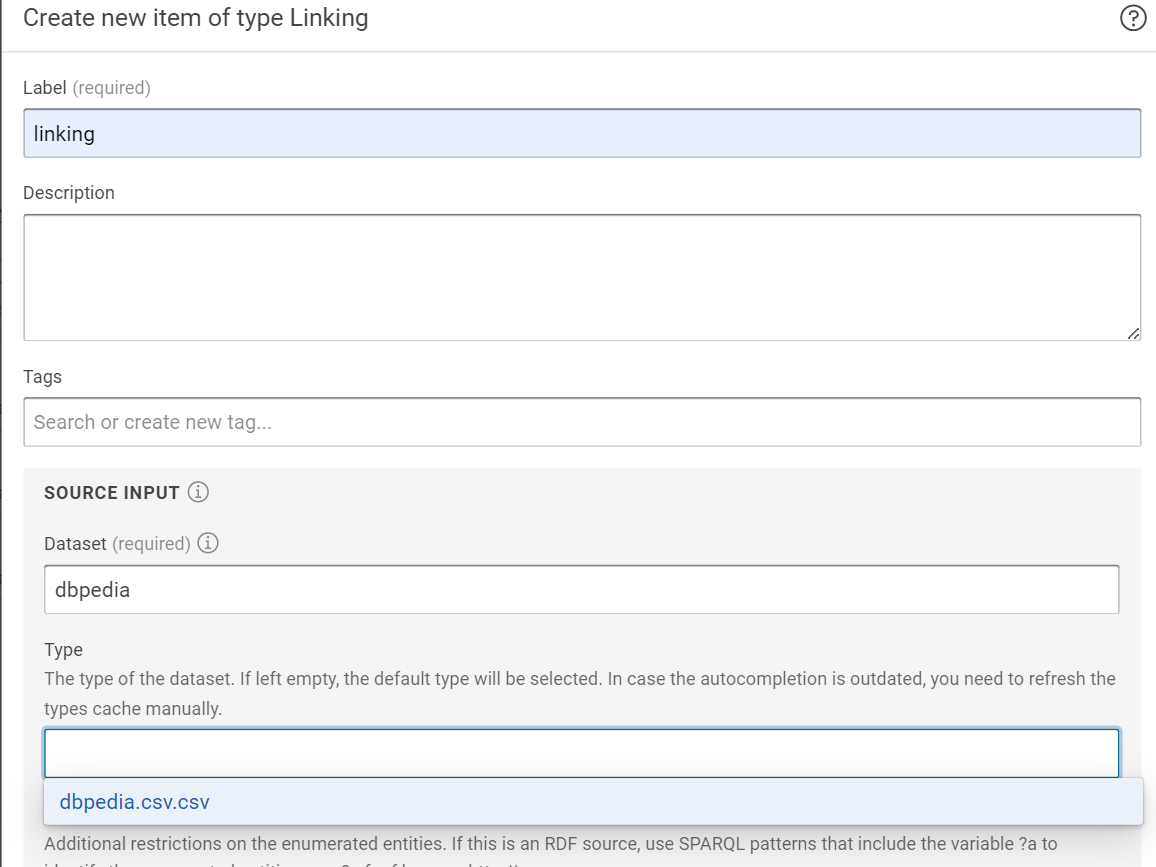 Create new item of type Linking
Label (required)
linking
Description
Tags
Search or create new tag...
SOURCE INPUT
Dataset (required)
dbpedia
Type
The type of the dataset. If left empty, the default type will be selected. In case the autocompletion is outdated, you need to refresh the
types cache manually.
dbpedia.csv.csv
Additional restrictions on the enumerated entities. If this is an RDF source, use SPARQL patterns that include the variable ?a to